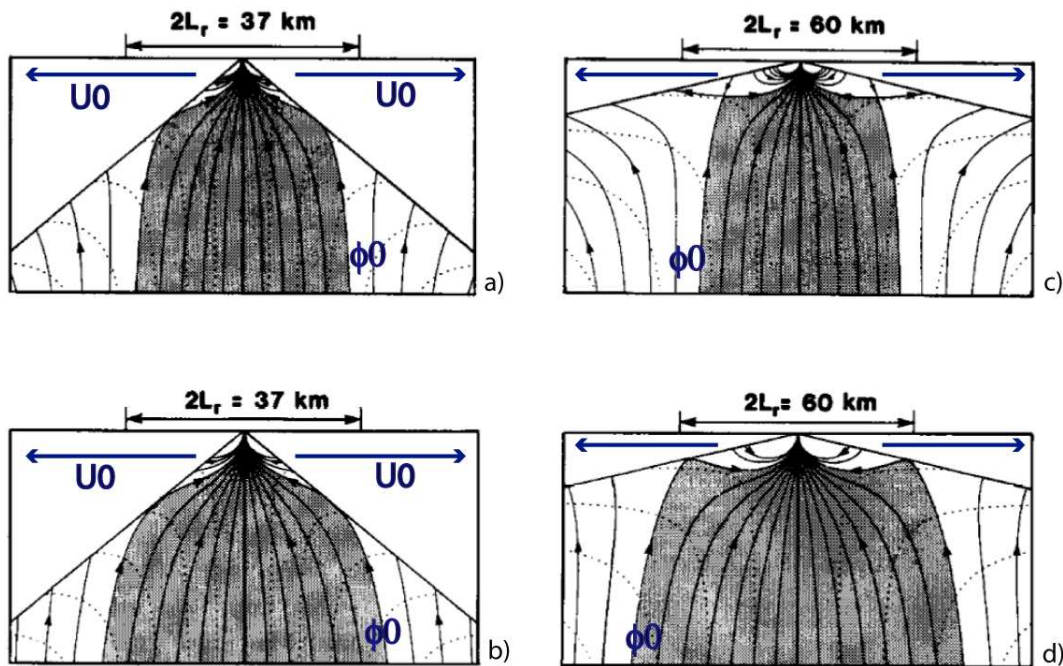 2Lᵣ = 37 km
U0 U0
ϕ0
a)
2Lᵣ = 60 km
ϕ0
c)
2Lᵣ = 37 km
U0 U0
ϕ0
b)
2Lᵣ= 60 km
ϕ0
d)